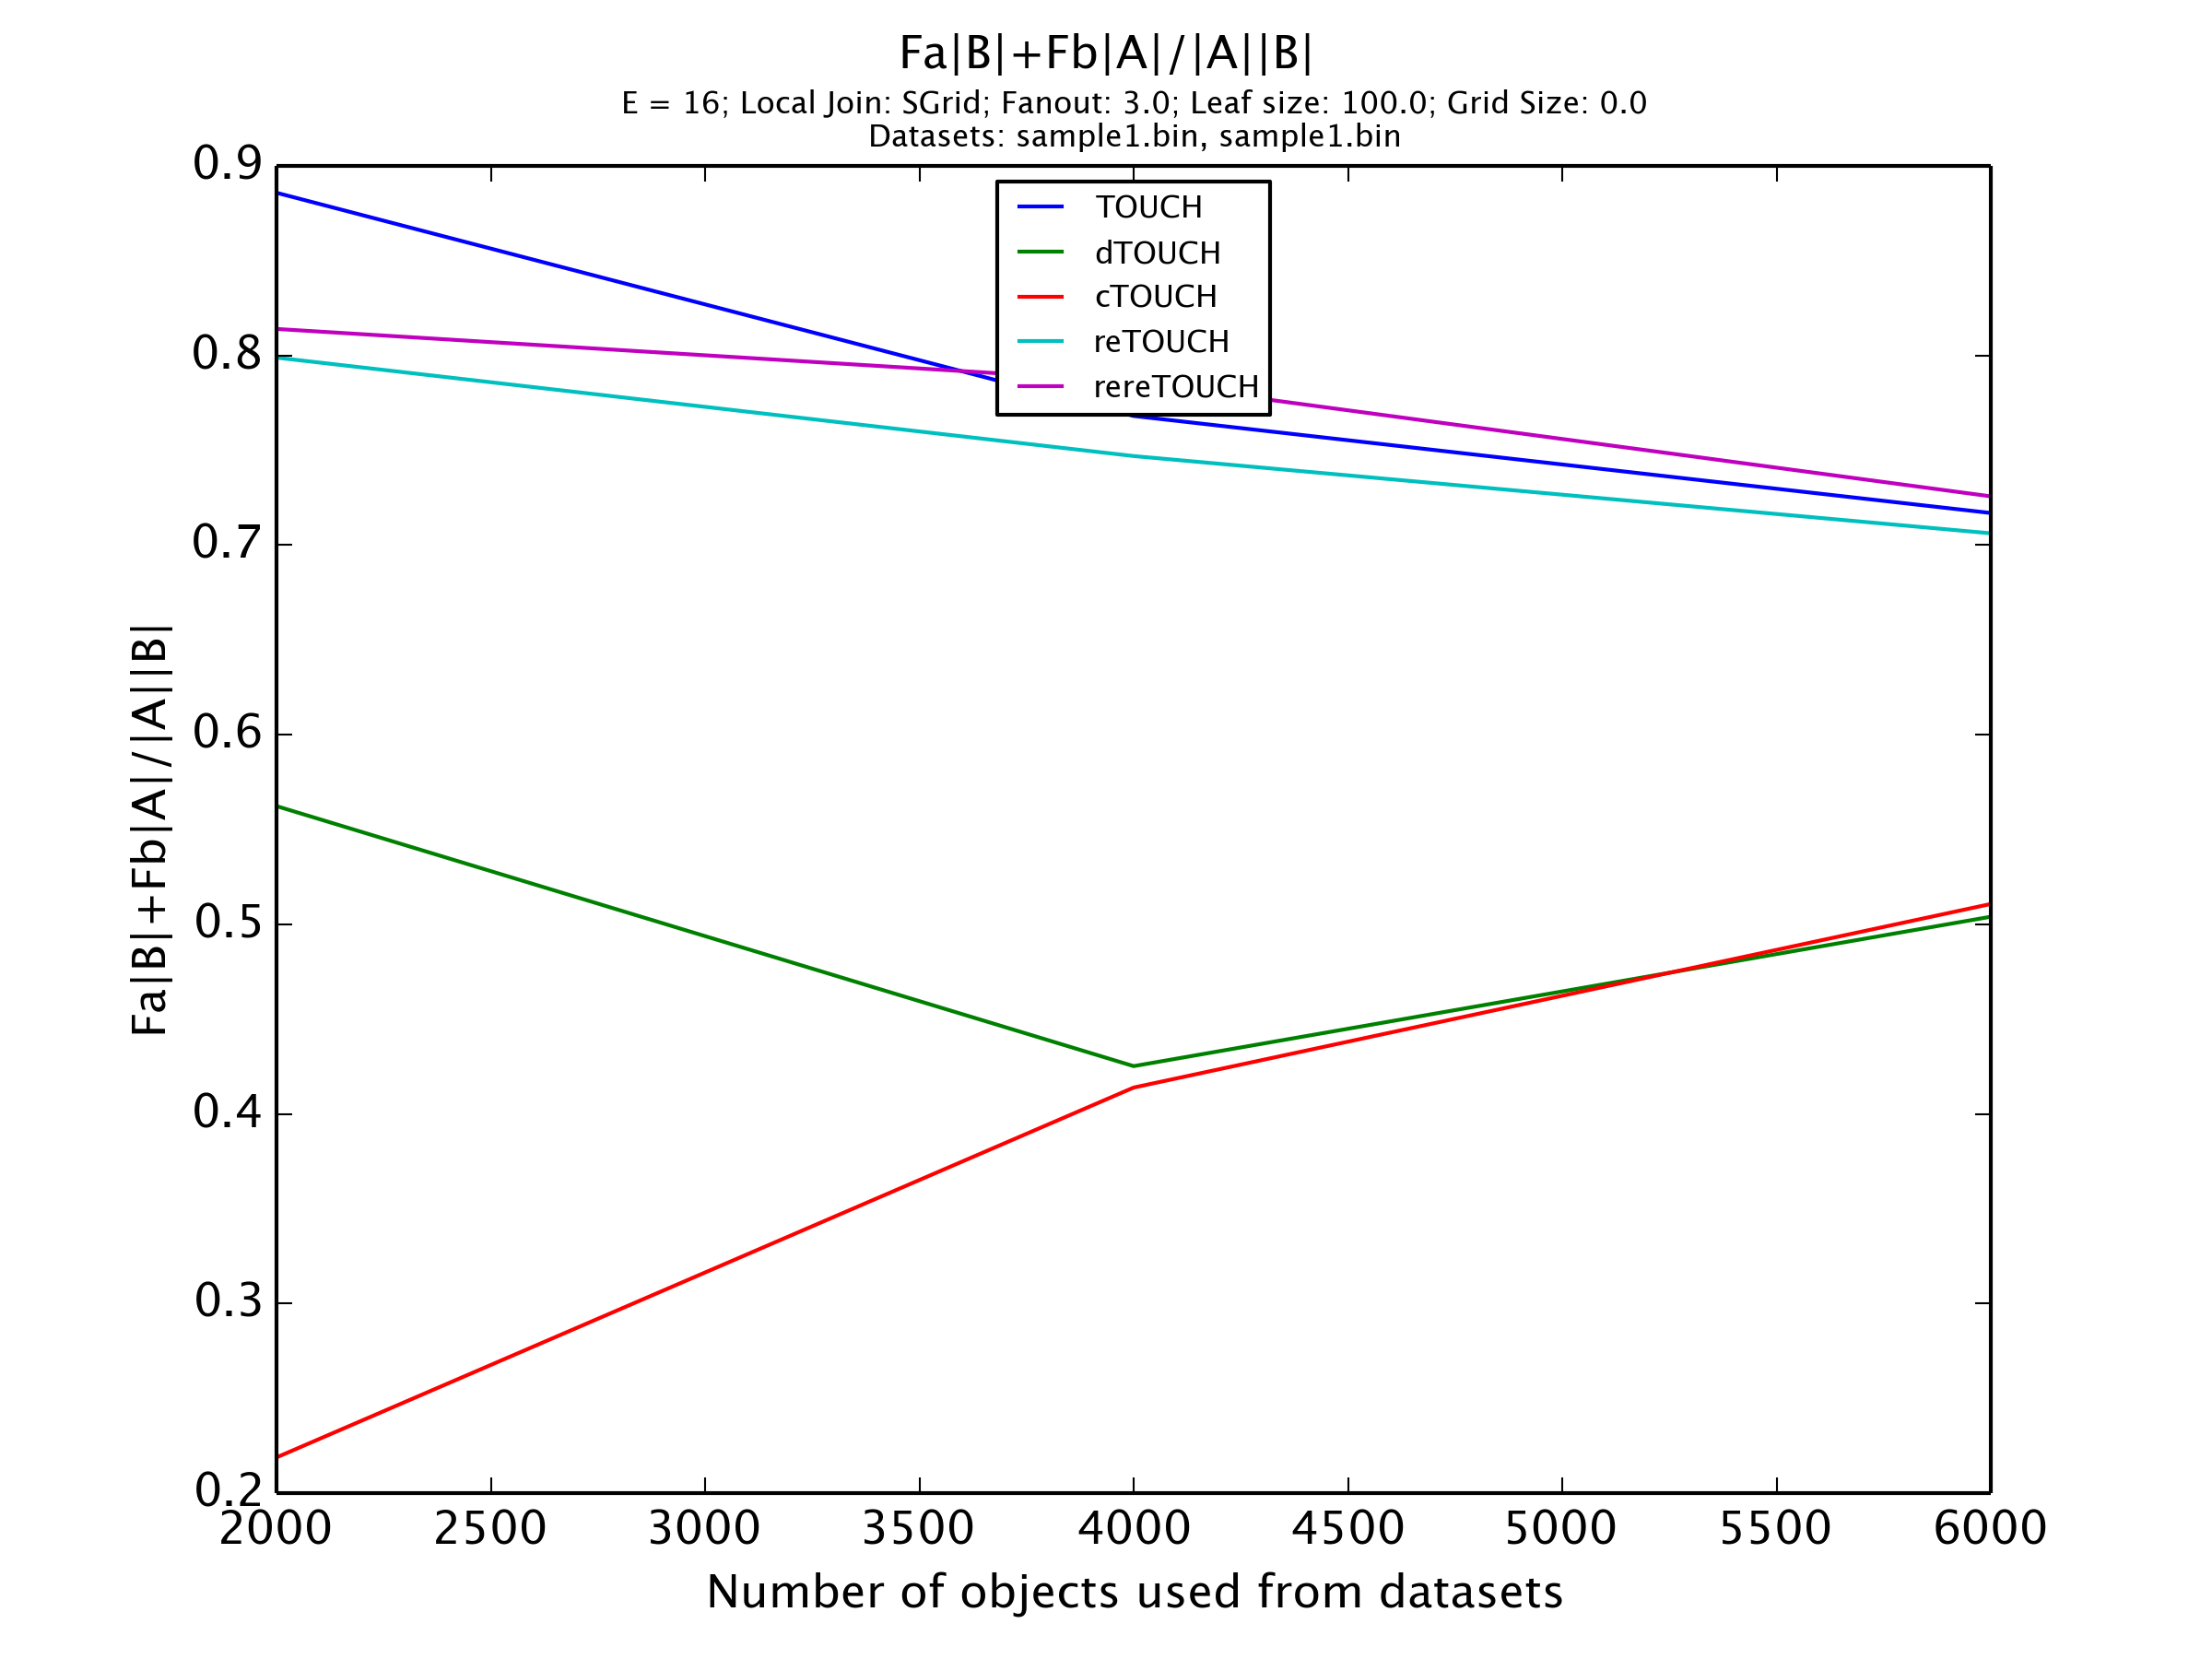 Fa|B|+Fb|A|/|A||B|
E = 16; Local Join: SGrid; Fanout: 3.0; Leaf size: 100.0; Grid Size: 0.0
Datasets: sample1.bin, sample1.bin
TOUCH
dTOUCH
cTOUCH
reTOUCH
rereTOUCH
Fa|B|+Fb|A|/|A||B|
0.9
0.8
0.7
0.6
0.5
0.4
0.3
0.2
2000 2500 3000 3500 4000 4500 5000 5500 6000
Number of objects used from datasets